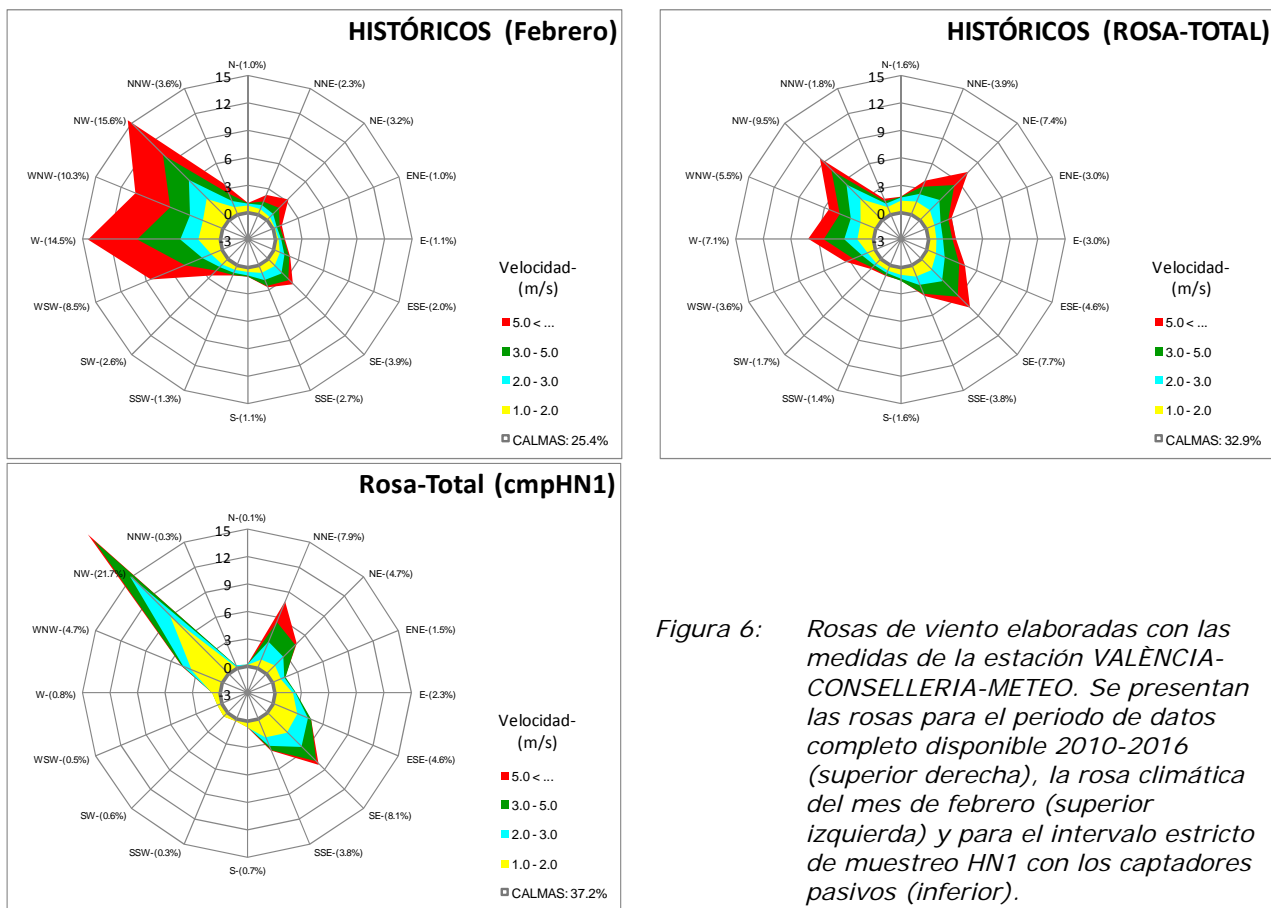 HISTÓRICOS (Febrero)
N-(1.0%)
NNW-(3.6%)
NNE-(2.3%)
NW-(15.6%)
NE-(3.2%)
WNW-(10.3%)
ENE-(1.0%)
W-(14.5%)
E-(1.1%)
WSW-(8.5%)
ESE-(2.0%)
SW-(2.6%)
SE-(3.9%)
SSW-(1.3%)
SSE-(2.7%)
S-(1.1%)
15
12
9
6
3
0
-3
Velocidad-
(m/s)
5.0 < ...
3.0 - 5.0
2.0 - 3.0
1.0 - 2.0
CALMAS: 25.4%
HISTÓRICOS (ROSA-TOTAL)
N-(1.6%)
NNW-(1.8%)
NNE-(3.9%)
NW-(9.5%)
NE-(7.4%)
WNW-(5.5%)
ENE-(3.0%)
W-(7.1%)
E-(3.0%)
WSW-(3.6%)
ESE-(4.6%)
SW-(1.7%)
SE-(7.7%)
SSW-(1.4%)
SSE-(3.8%)
S-(1.6%)
15
12
9
6
3
0
-3
Velocidad-
(m/s)
5.0 < ...
3.0 - 5.0
2.0 - 3.0
1.0 - 2.0
CALMAS: 32.9%
Rosa-Total (cmpHN1)
N-(0.1%)
NNW-(0.3%)
NNE-(7.9%)
NW-(21.7%)
NE-(4.7%)
WNW-(4.7%)
ENE-(1.5%)
W-(0.8%)
E-(2.3%)
WSW-(0.5%)
ESE-(4.6%)
SW-(0.6%)
SE-(8.1%)
SSW-(0.3%)
SSE-(3.8%)
S-(0.7%)
15
12
9
6
3
0
-3
Velocidad-
(m/s)
5.0 < ...
3.0 - 5.0
2.0 - 3.0
1.0 - 2.0
CALMAS: 37.2%
Figura 6: Rosas de viento elaboradas con las
medidas de la estación VALÈNCIA-
CONSELLERIA-METEO. Se presentan
las rosas para el periodo de datos
completo disponible 2010-2016
(superior derecha), la rosa climática
del mes de febrero (superior
izquierda) y para el intervalo estricto
de muestreo HN1 con los captadores
pasivos (inferior).